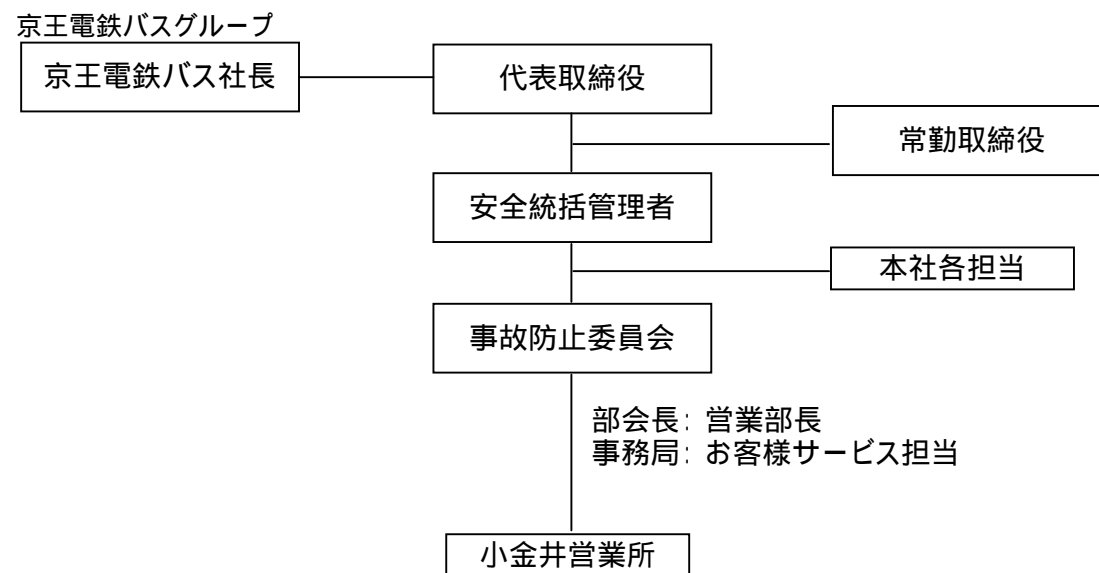 京王電鉄バスグループ
京王電鉄バス社長
代表取締役
常勤取締役
安全統括管理者
本社各担当
事故防止委員会
部会長：営業部長
事務局：お客様サービス担当
小金井営業所